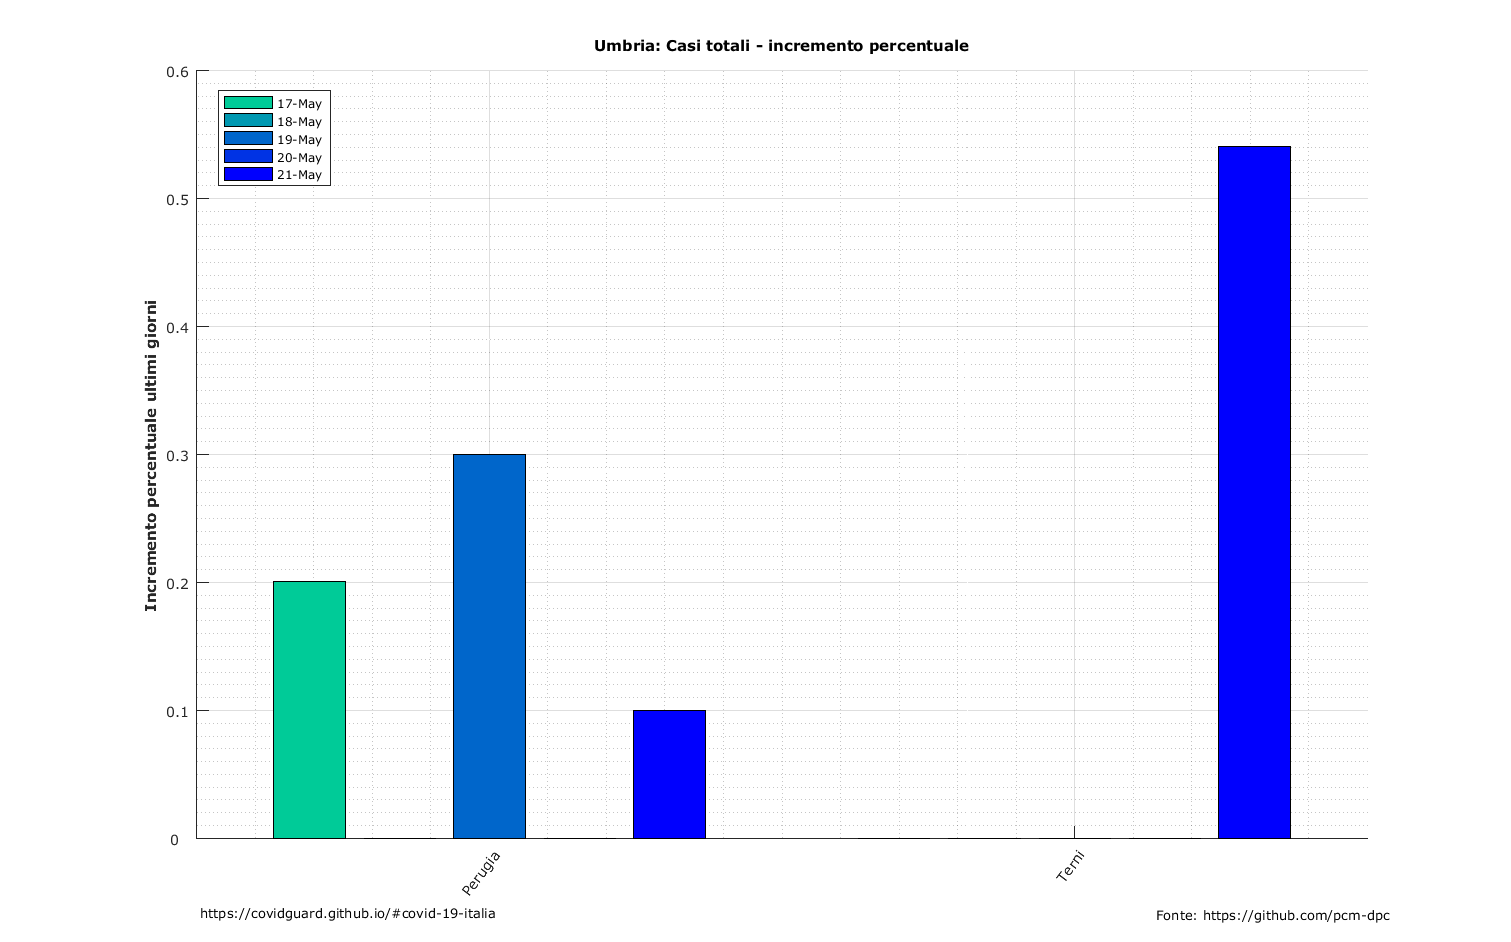 Umbria: Casi totali - incremento percentuale
0.6
17-May
18-May
19-May
20-May
21-May
0.5
0.4
0.3
0.2
0.1
0
Incremento percentuale ultimi giorni
Perugia
Terni
https://covidguard.github.io/#covid-19-italia
Fonte: https://github.com/pcm-dpc